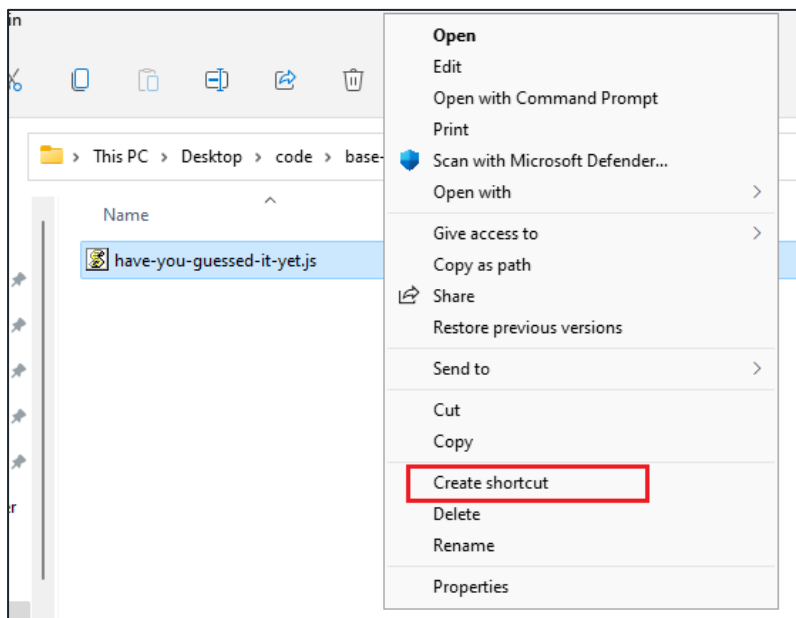 in
This PC > Desktop > code > base-
Name
have-you-guessed-it-yet.js
er
Open
Edit
Open with Command Prompt
Print
Scan with Microsoft Defender...
Open with
Give access to
Copy as path
Share
Restore previous versions
Send to
Cut
Copy
Create shortcut
Delete
Rename
Properties